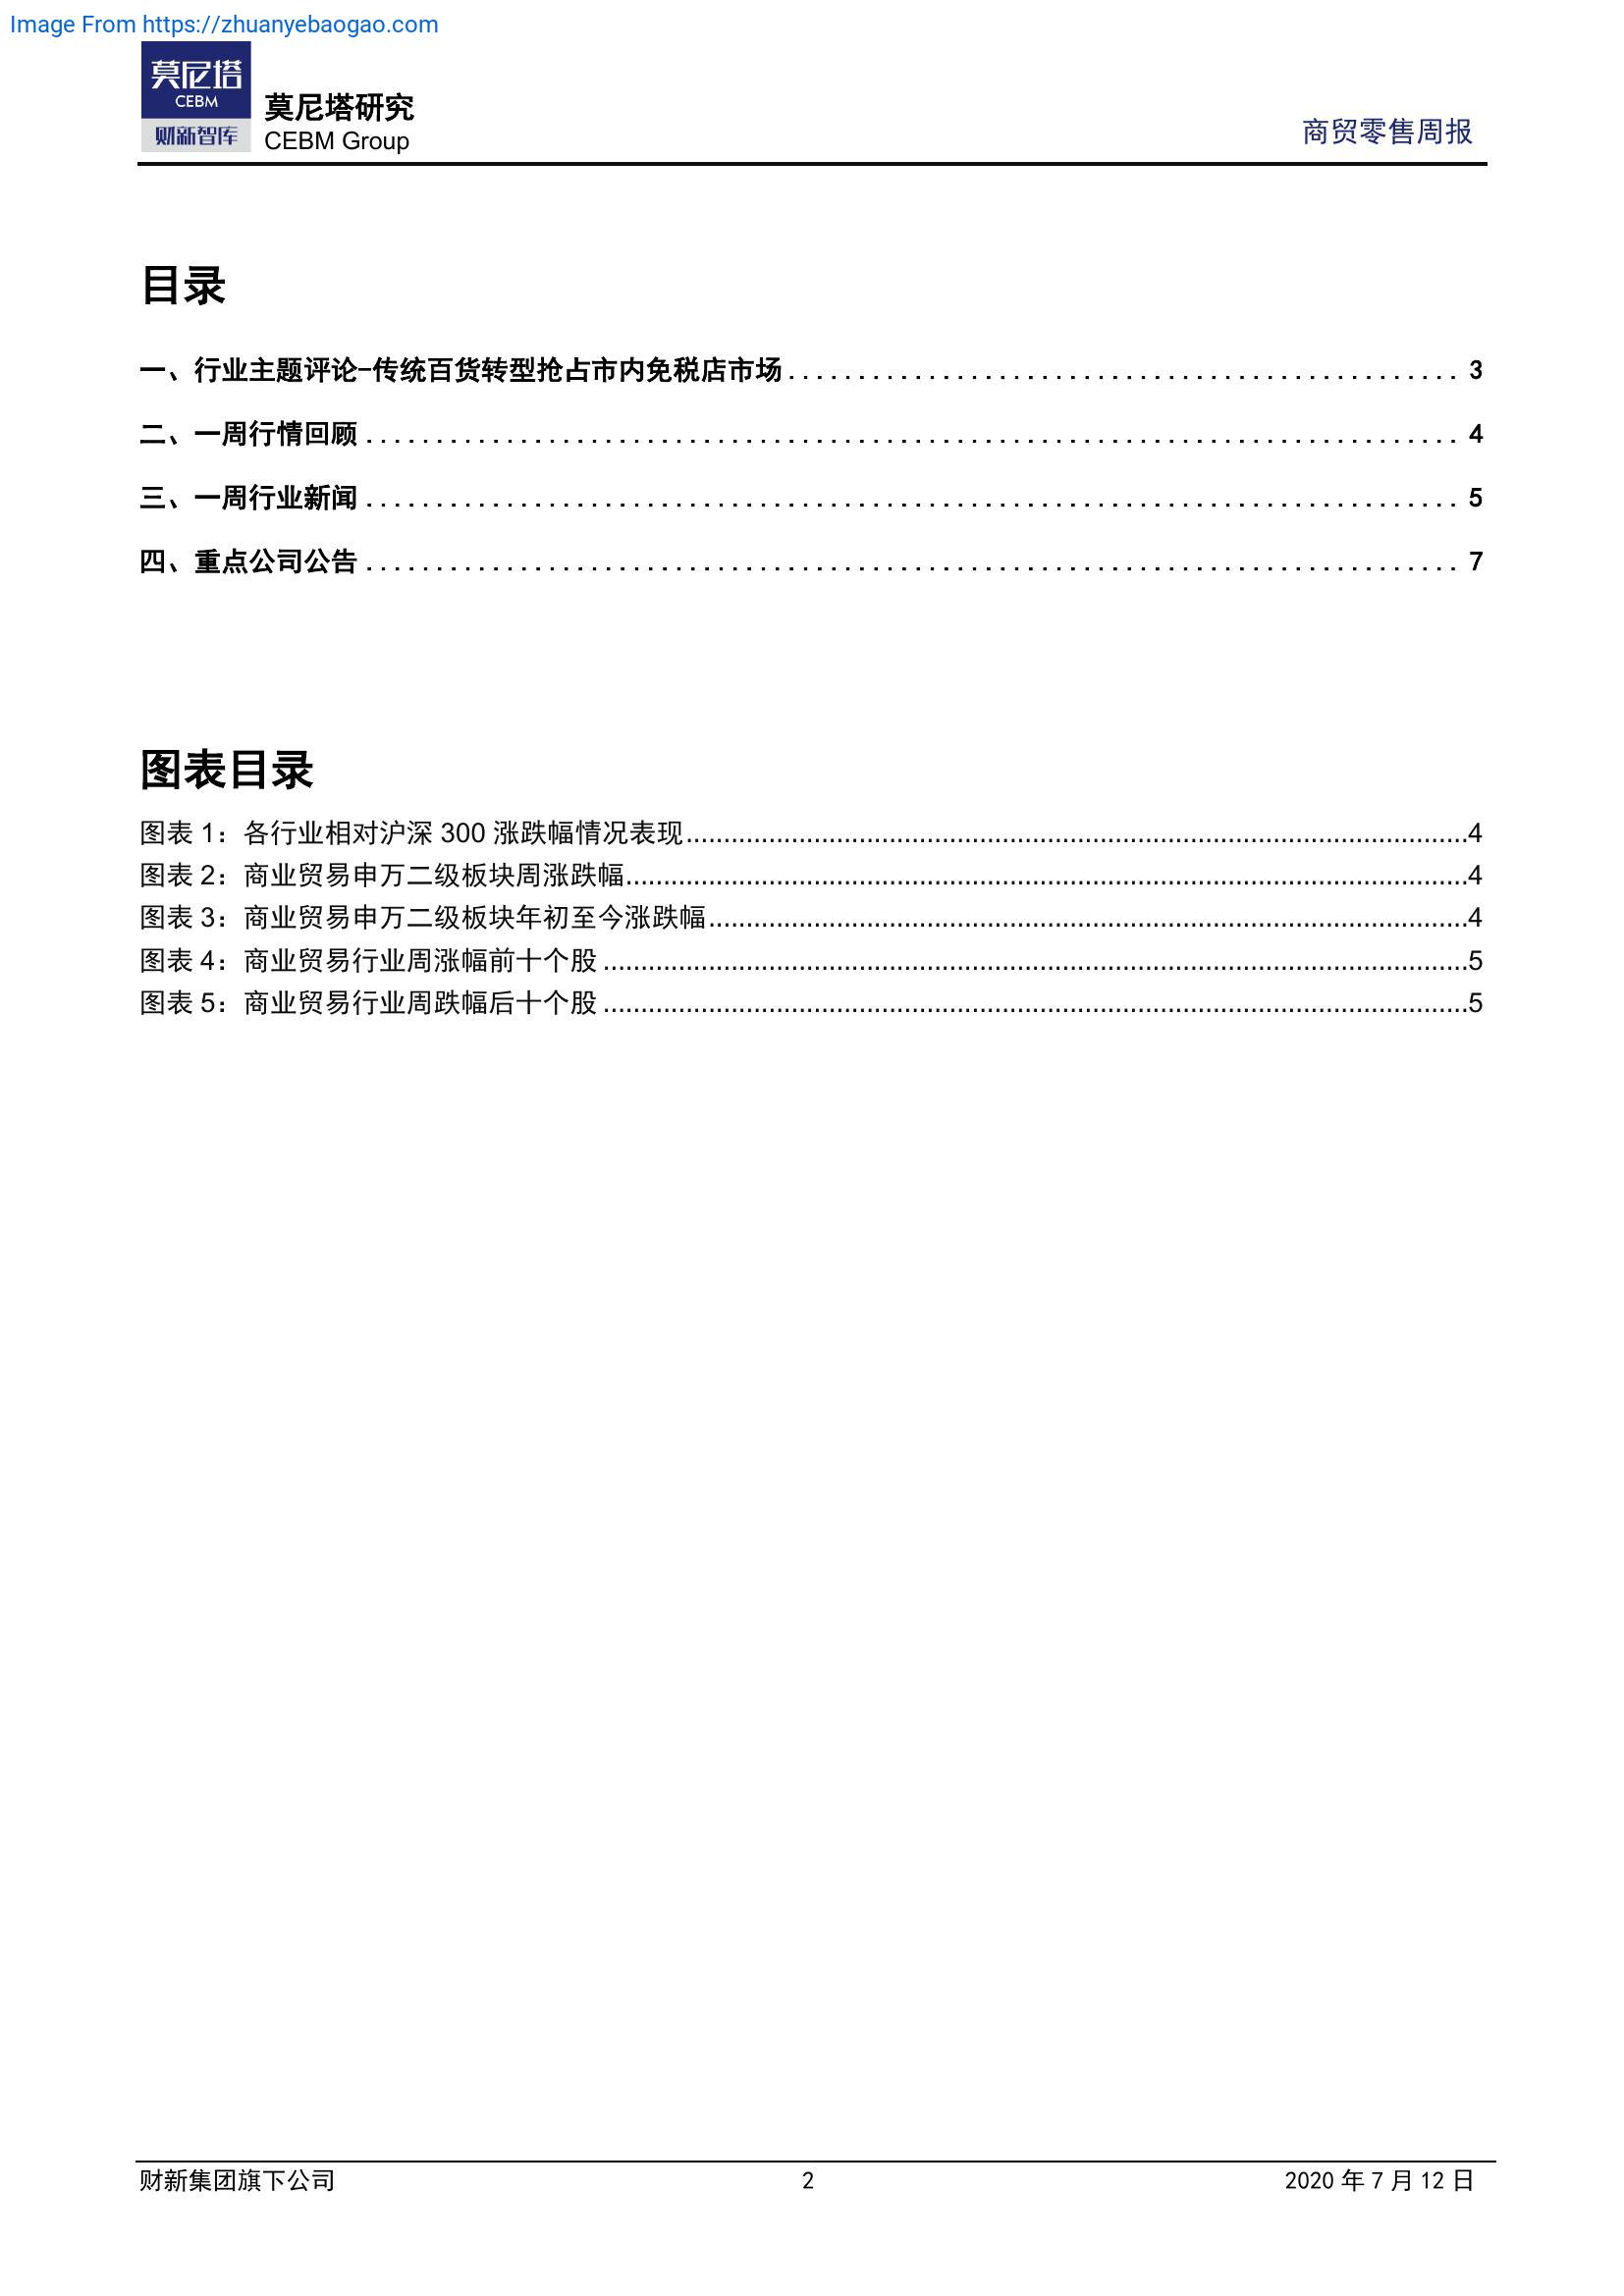 Image From https://zhuanyebaogao.com
莫尼塔
CEBM
财新智库
莫尼塔研究
CEBM Group
商贸零售周报
目录
一、行业主题评论-传统百货转型抢占市内免税店市场 3
二、一周行情回顾 4
三、一周行业新闻 5
四、重点公司公告 7
图表目录
图表 1：各行业相对沪深 300 涨跌幅情况表现 4
图表 2：商业贸易申万二级板块周涨跌幅 4
图表 3：商业贸易申万二级板块年初至今涨跌幅 4
图表 4：商业贸易行业周涨幅前十个股 5
图表 5：商业贸易行业周跌幅后十个股 5
财新集团旗下公司 2 2020 年 7 月 12 日